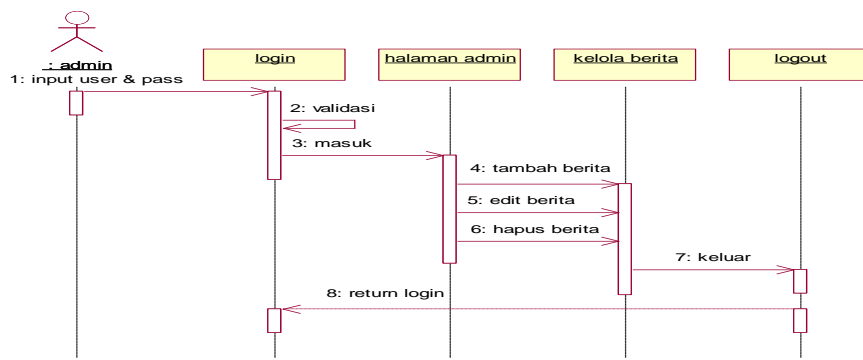 : admin
login
halaman admin
kelola berita
logout
1: input user & pass
2: validasi
3: masuk
4: tambah berita
5: edit berita
6: hapus berita
7: keluar
8: return login